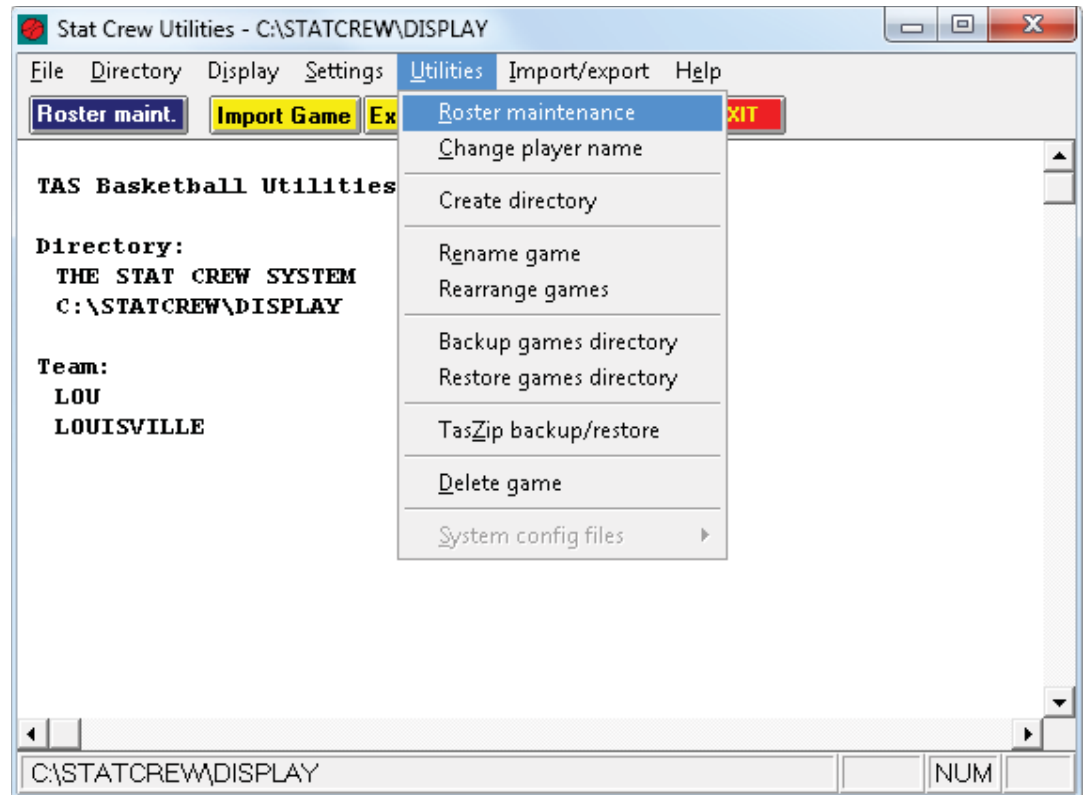 Stat Crew Utilities - C:\STATCREW\DISPLAY
File Directory Display Settings Utilities Import/export Help
Roster maint. Import Game Ex XIT
Roster maintenance
Change player name
Create directory
Rename game
Rearrange games
Backup games directory
Restore games directory
TasZip backup/restore
Delete game
System config files
TAS Basketball Utilities
Directory:
THE STAT CREW SYSTEM
C:\STATCREW\DISPLAY
Team:
LOU
LOUISVILLE
C:\STATCREW\DISPLAY NUM